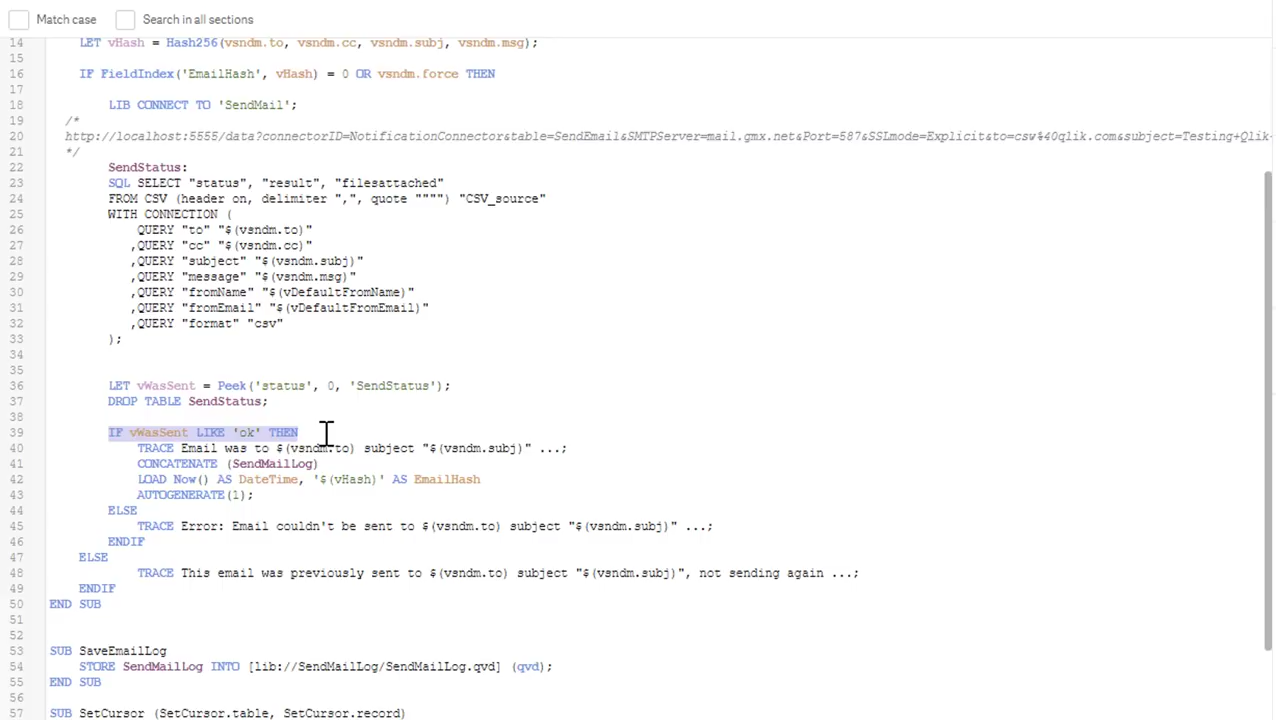 Match case Search in all sections
14 LET vHash = Hash256(vsndm.to, vsndm.cc, vsndm.subj, vsndm.msg);
15
16 IF FieldIndex('EmailHash', vHash) = 0 OR vsndm.force THEN
17
18 LIB CONNECT TO 'SendMail';
19 /*
20 http://localhost:5555/data?connectorID=NotificationConnector&table=SendEmail&SMTPServer=mail.gmx.net&Port=587&SSLmode=Explicit&to=csw%40qlik.com&subject=Testing+Qlik-
21 */
22 SendStatus:
23 SQL SELECT "status", "result", "filesattached"
24 FROM CSV (header on, delimiter ",", quote """") "CSV_source"
25 WITH CONNECTION (
26 QUERY "to" "$(vsndm.to)"
27 ,QUERY "cc" "$(vsndm.cc)"
28 ,QUERY "subject" "$(vsndm.subj)"
29 ,QUERY "message" "$(vsndm.msg)"
30 ,QUERY "fromName" "$(vDefaultFromName)"
31 ,QUERY "fromEmail" "$(vDefaultFromEmail)"
32 ,QUERY "format" "csv"
33 );
34
35
36 LET vWasSent = Peek('status', 0, 'SendStatus');
37 DROP TABLE SendStatus;
38
39 IF vWasSent LIKE 'ok' THEN
40 TRACE Email was to $(vsndm.to) subject "$(vsndm.subj)" ...;
41 CONCATENATE (SendMailLog)
42 LOAD Now() AS DateTime, '$(vHash)' AS EmailHash
43 AUTOGENERATE(1);
44 ELSE
45 TRACE Error: Email couldn't be sent to $(vsndm.to) subject "$(vsndm.subj)" ...;
46 ENDIF
47 ELSE
48 TRACE This email was previously sent to $(vsndm.to) subject "$(vsndm.subj)", not sending again ...;
49 ENDIF
50 END SUB
51
52
53 SUB SaveEmailLog
54 STORE SendMailLog INTO [lib://SendMailLog/SendMailLog.qvd] (qvd);
55 END SUB
56
57 SUB SetCursor (SetCursor.table, SetCursor.record)